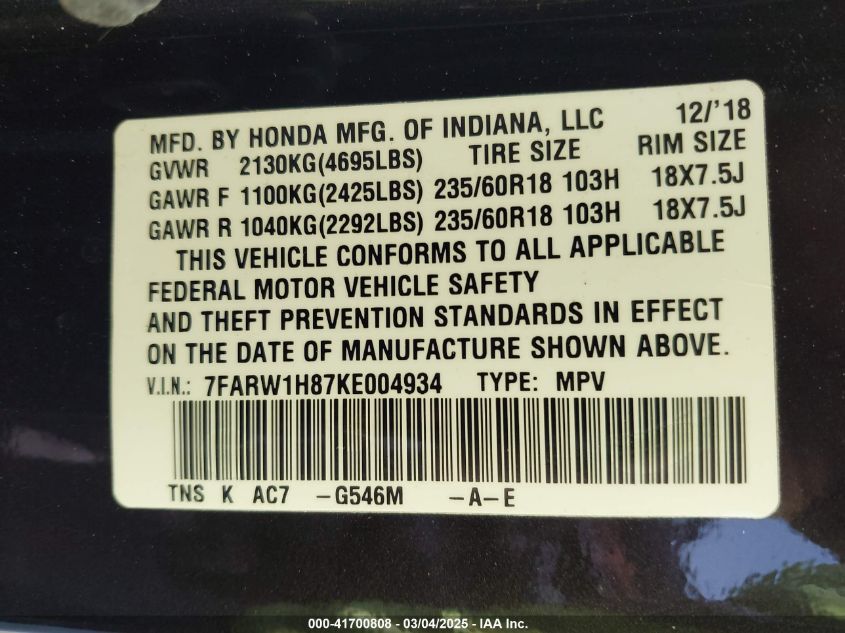 MFD. BY HONDA MFG. OF INDIANA, LLC 12/'18
GVWR 2130KG(4695LBS) TIRE SIZE RIM SIZE
GAWR F 1100KG(2425LBS) 235/60R18 103H 18X7.5J
GAWR R 1040KG(2292LBS) 235/60R18 103H 18X7.5J
THIS VEHICLE CONFORMS TO ALL APPLICABLE
FEDERAL MOTOR VEHICLE SAFETY
AND THEFT PREVENTION STANDARDS IN EFFECT
ON THE DATE OF MANUFACTURE SHOWN ABOVE.
V.I.N.: 7FARW1H87KE004934 TYPE: MPV
TNS K AC7 -G546M -A-E
000-41700808 - 03/04/2025 - IAA Inc.